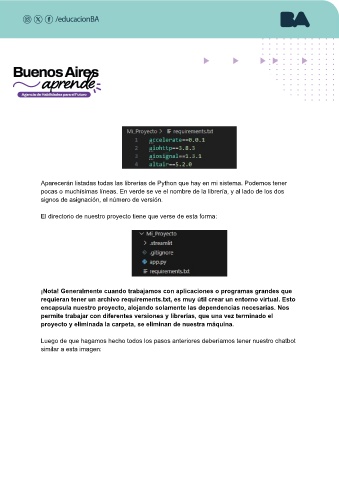 /educacionBA
BA
Buenos Aires
aprende
Agencia de habilidades para el Futuro
Mi_Proyecto > requirements.txt
1 accelerate==0.0.1
2 aiohttp==3.8.3
3 aiosignal==1.3.1
4 altair==5.2.0
Aparecerán listadas todas las librerías de Python que hay en mi sistema. Podemos tener
pocas o muchísimas líneas. En verde se ve el nombre de la librería, y al lado de los dos
signos de asignación, el número de versión.
El directorio de nuestro proyecto tiene que verse de esta forma:
Mi_Proyecto
.streamlit
.gitignore
app.py
requirements.txt
¡Nota! Generalmente cuando trabajamos con aplicaciones o programas grandes que
requieran tener un archivo requirements.txt, es muy útil crear un entorno virtual. Esto
encapsula nuestro proyecto, alojando solamente las dependencias necesarias. Nos
permite trabajar con diferentes versiones y librerías, que una vez terminado el
proyecto y eliminada la carpeta, se eliminan de nuestra máquina.
Luego de que hagamos hecho todos los pasos anteriores deberíamos tener nuestro chatbot
similar a esta imagen: